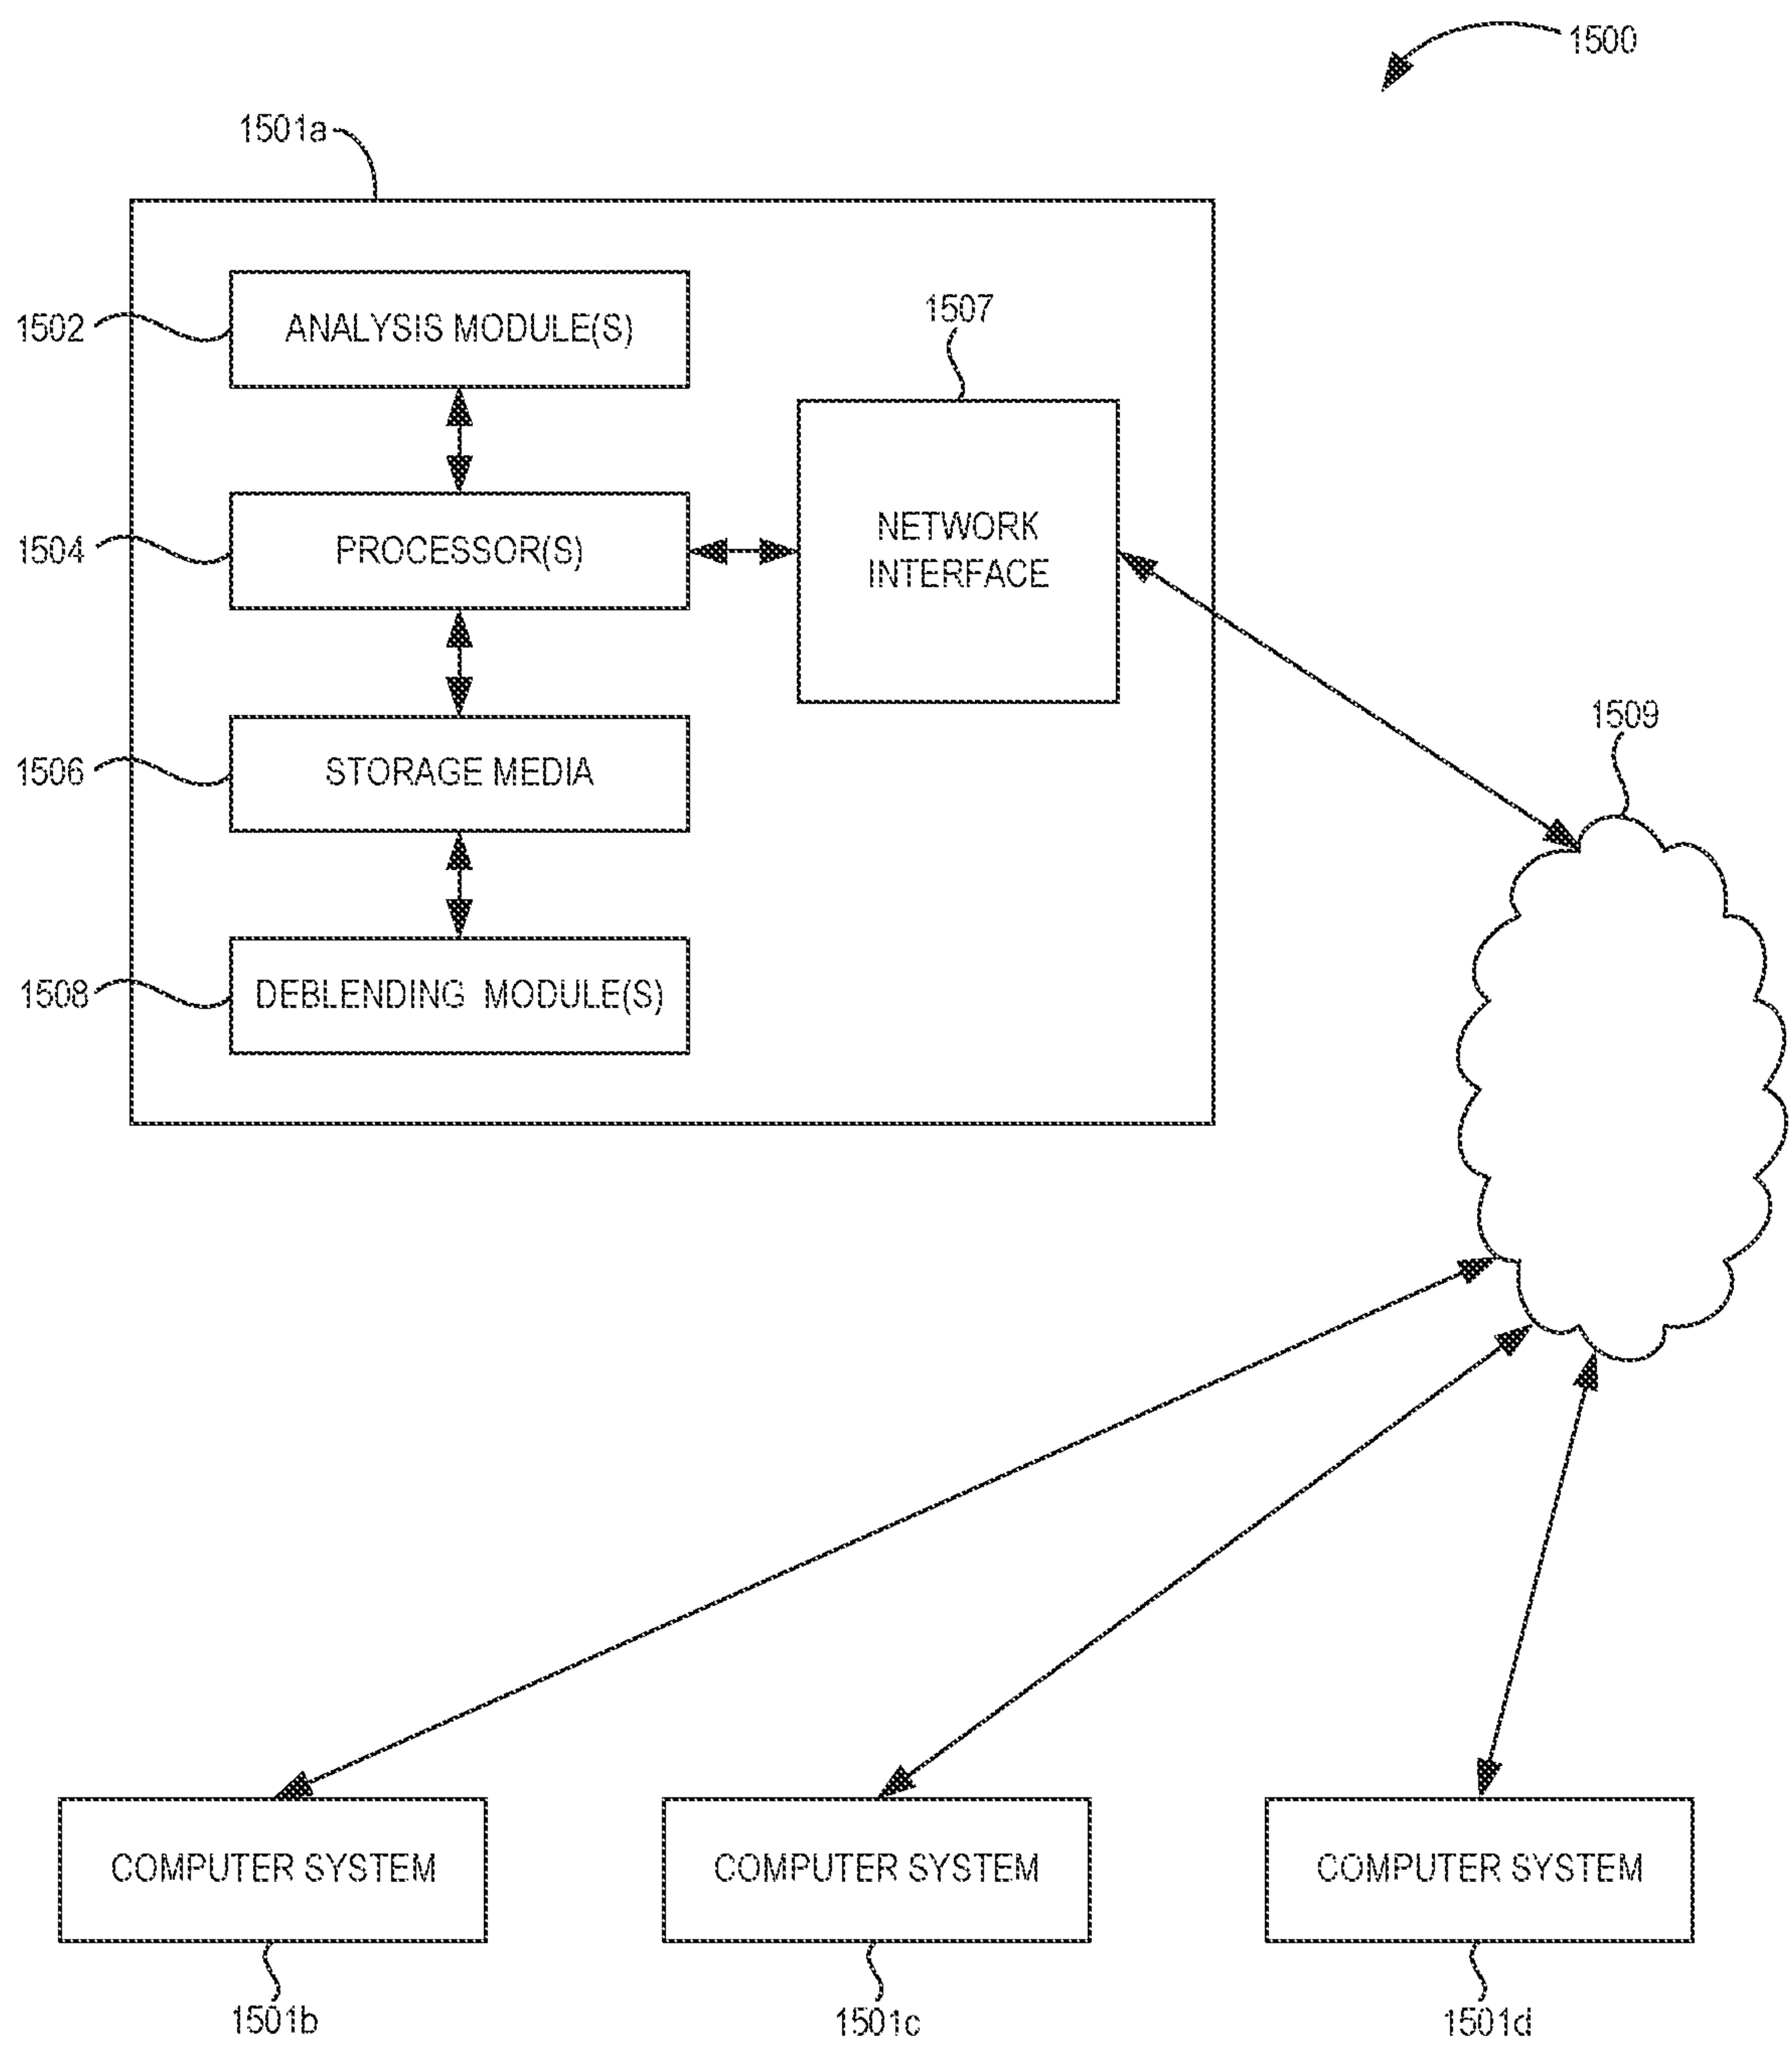 1500
1501a
1502
ANALYSIS MODULE(S)
1507
1504
PROCESSOR(S)
NETWORK
INTERFACE
1509
1506
STORAGE MEDIA
1508
DEBLENDING MODULE(S)
COMPUTER SYSTEM
COMPUTER SYSTEM
COMPUTER SYSTEM
1501b
1501c
1501d